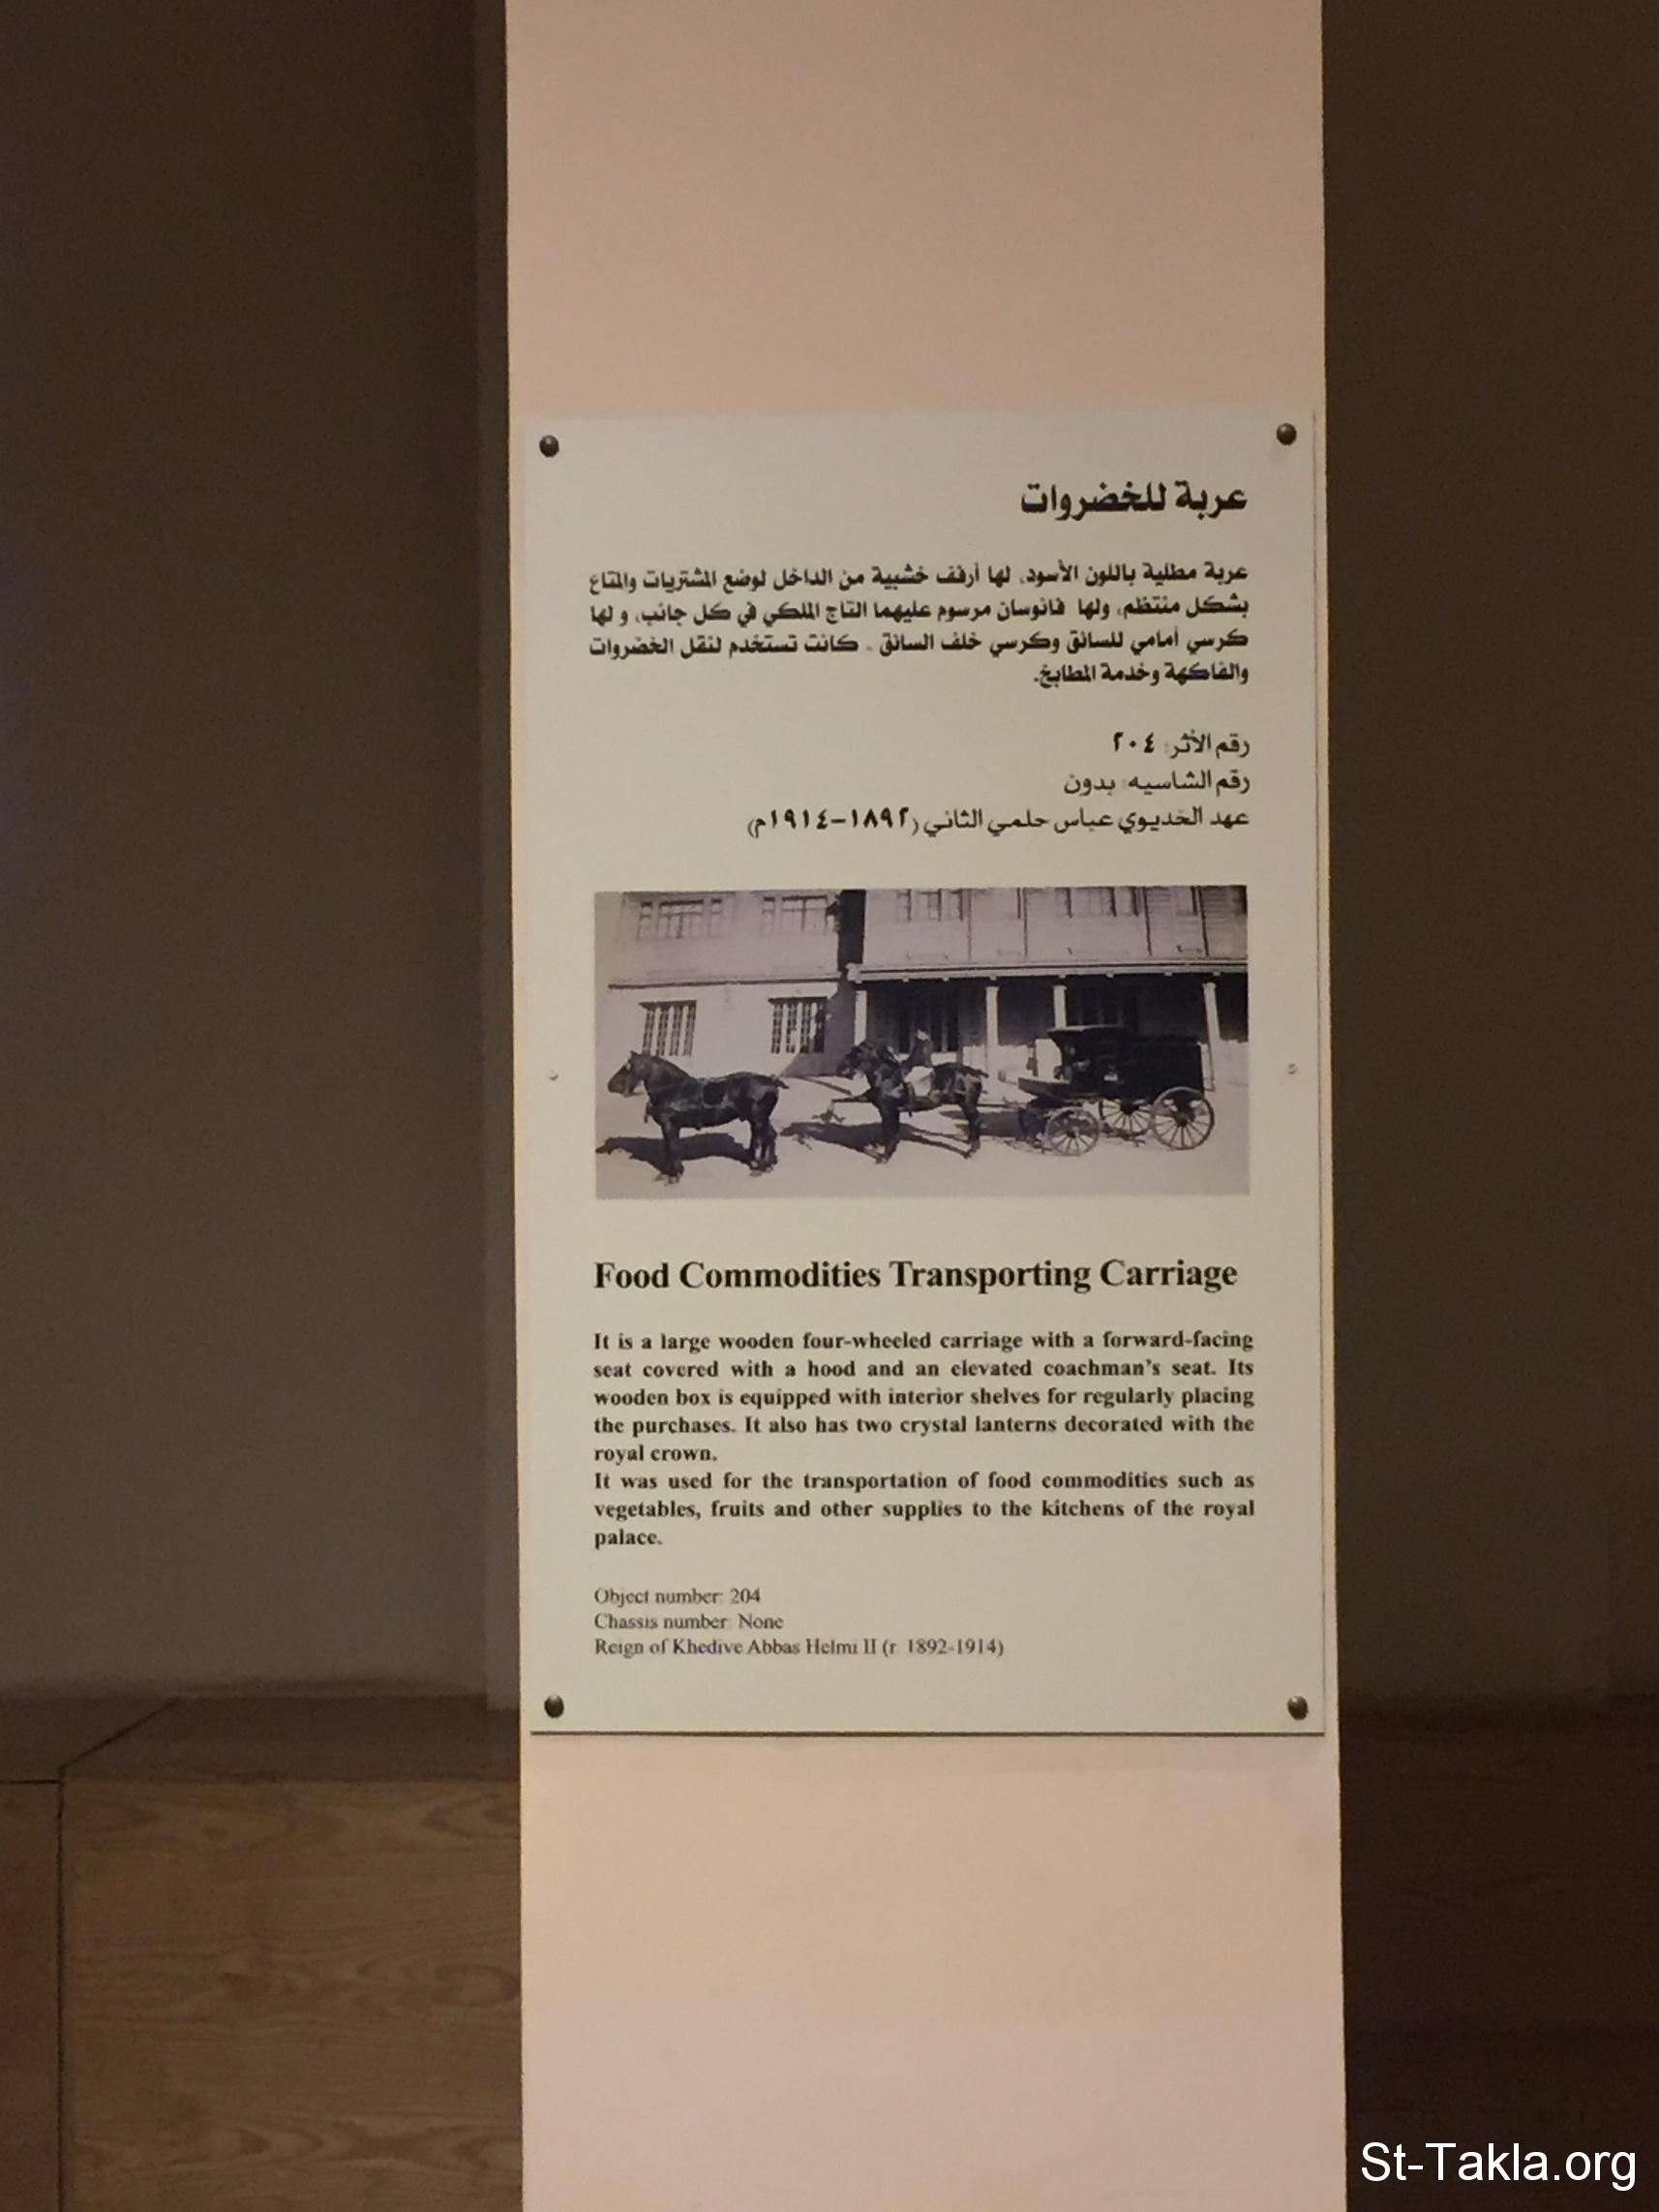 عربة للخضروات
عربة مطلية باللون الأسود، لها أرفف خشبية من الداخل لوضع المشتريات والمتاع
بشكل منتظم، ولها فانوسان مرسوم عليهما التاج الملكي في كل جانب، و لها
كرسي أمامي للسائق وكرسي خلف السائق . كانت تستخدم لنقل الخضروات
والفاكهة وخدمة المطابخ.
رقم الأثر: ٢٠٤
رقم الشاسيه: بدون
عهد الخديوي عباس حلمي الثاني (١٨٩٢-١٩١٤م)
Food Commodities Transporting Carriage
It is a large wooden four-wheeled carriage with a forward-facing
seat covered with a hood and an elevated coachman's seat. Its
wooden box is equipped with interior shelves for regularly placing
the purchases. It also has two crystal lanterns decorated with the
royal crown.
It was used for the transportation of food commodities such as
vegetables, fruits and other supplies to the kitchens of the royal
palace.
Object number: 204
Chassis number: None
Reign of Khedive Abbas Helmi II (r. 1892-1914)
St-Takla.org